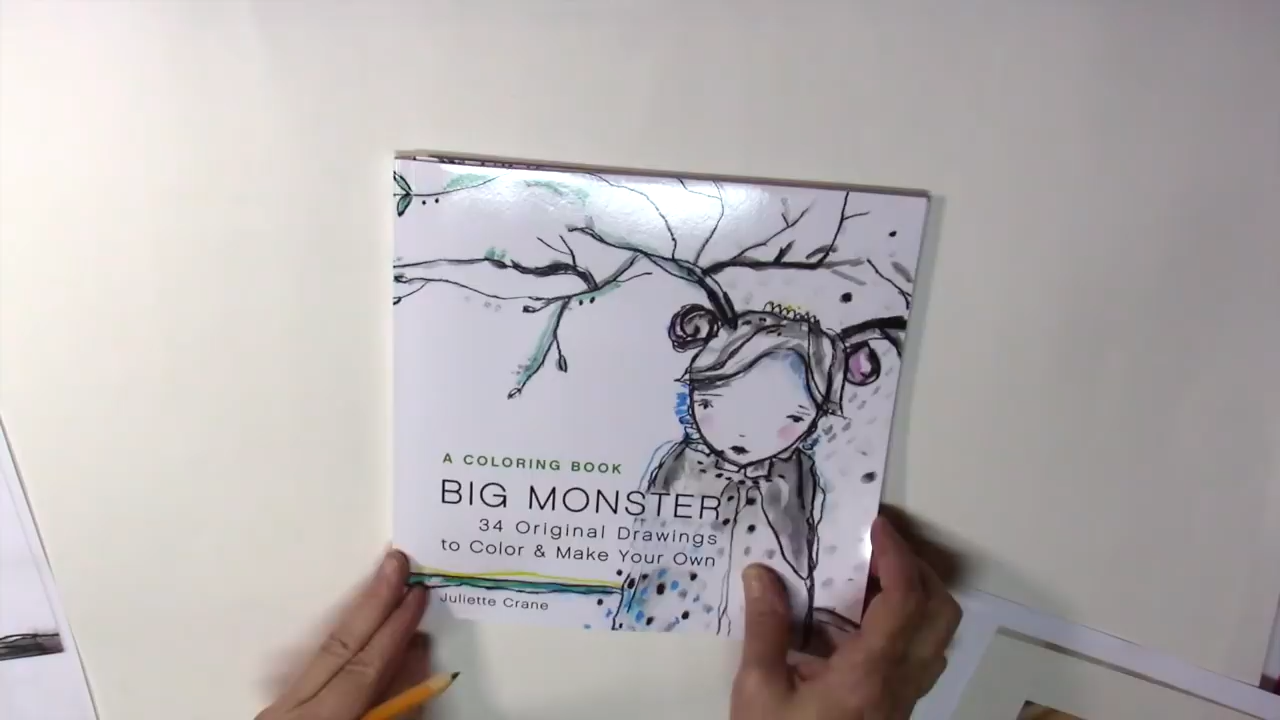 A COLORING BOOK
BIG MONSTER
34 Original Drawings
to Color & Make Your Own
Juliette Crane